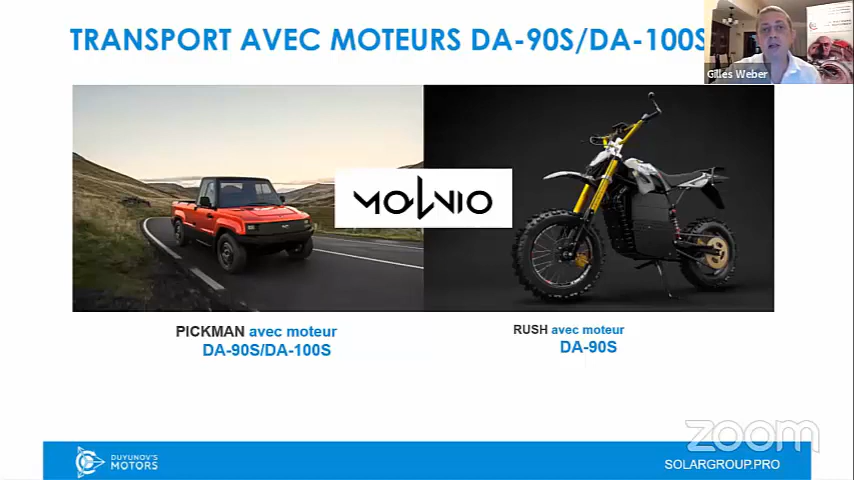 TRANSPORT AVEC MOTEURS DA-90S/DA-100S
Gilles Weber
MOLNIO
PICKMAN avec moteur
DA-90S/DA-100S
RUSH avec moteur
DA-90S
zoom
DUYUNOV'S
MOTORS
SOLARGROUP.PRO